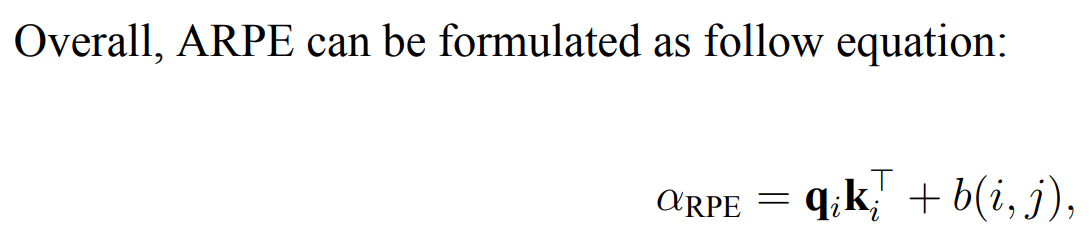 Overall, ARPE can be formulated as follow equation:
α_RPE = q_i k_i^⊤ + b(i, j),